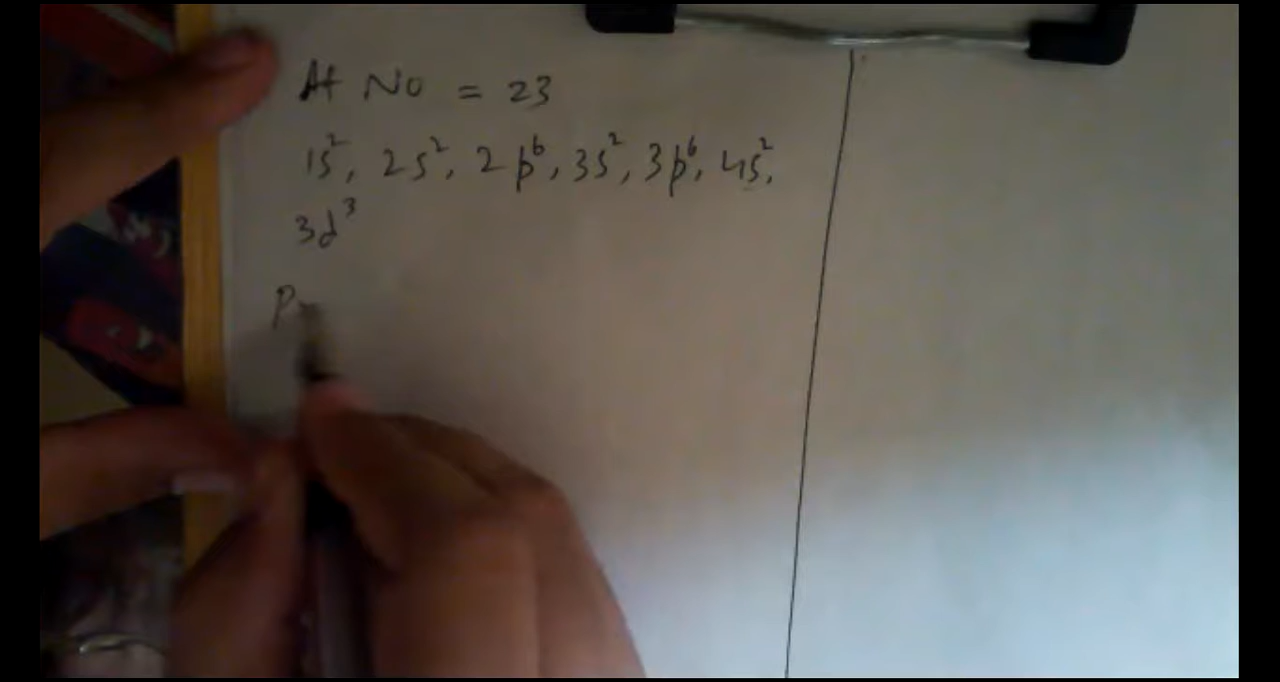 At No = 23
1s², 2s², 2p⁶, 3s², 3p⁶, 4s²,
3d³